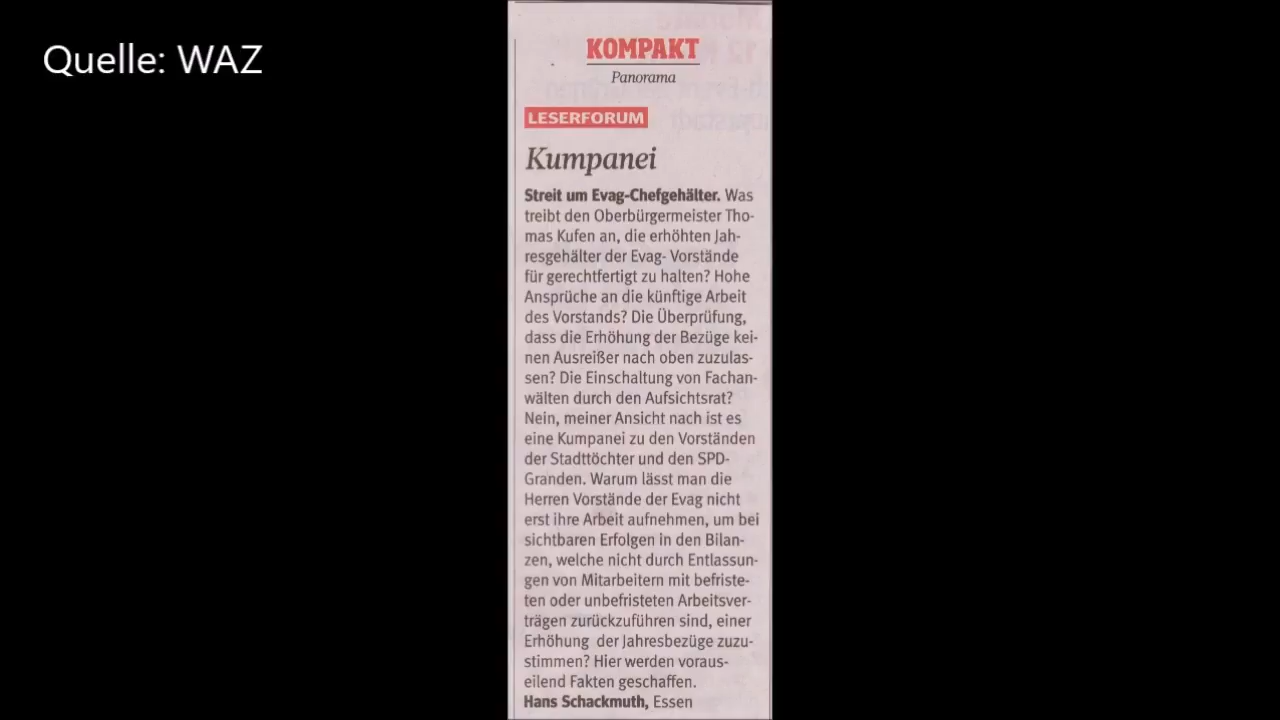 Quelle: WAZ
KOMPAKT
Panorama
LESERFORUM
Kumpanei
Streit um Evag-Chefgehälter. Was
treibt den Oberbürgermeister Tho-
mas Kufen an, die erhöhten Jah-
resgehälter der Evag- Vorstände
für gerechtfertigt zu halten? Hohe
Ansprüche an die künftige Arbeit
des Vorstands? Die Überprüfung,
dass die Erhöhung der Bezüge kei-
nen Ausreißer nach oben zuzulas-
sen? Die Einschaltung von Fachan-
wälten durch den Aufsichtsrat?
Nein, meiner Ansicht nach ist es
eine Kumpanei zu den Vorständen
der Stadttöchter und den SPD-
Granden. Warum lässt man die
Herren Vorstände der Evag nicht
erst ihre Arbeit aufnehmen, um bei
sichtbaren Erfolgen in den Bilan-
zen, welche nicht durch Entlassun-
gen von Mitarbeitern mit befriste-
ten oder unbefristeten Arbeitsver-
trägen zurückzuführen sind, einer
Erhöhung der Jahresbezüge zuzu-
stimmen? Hier werden voraus-
eilend Fakten geschaffen.
Hans Schackmuth, Essen